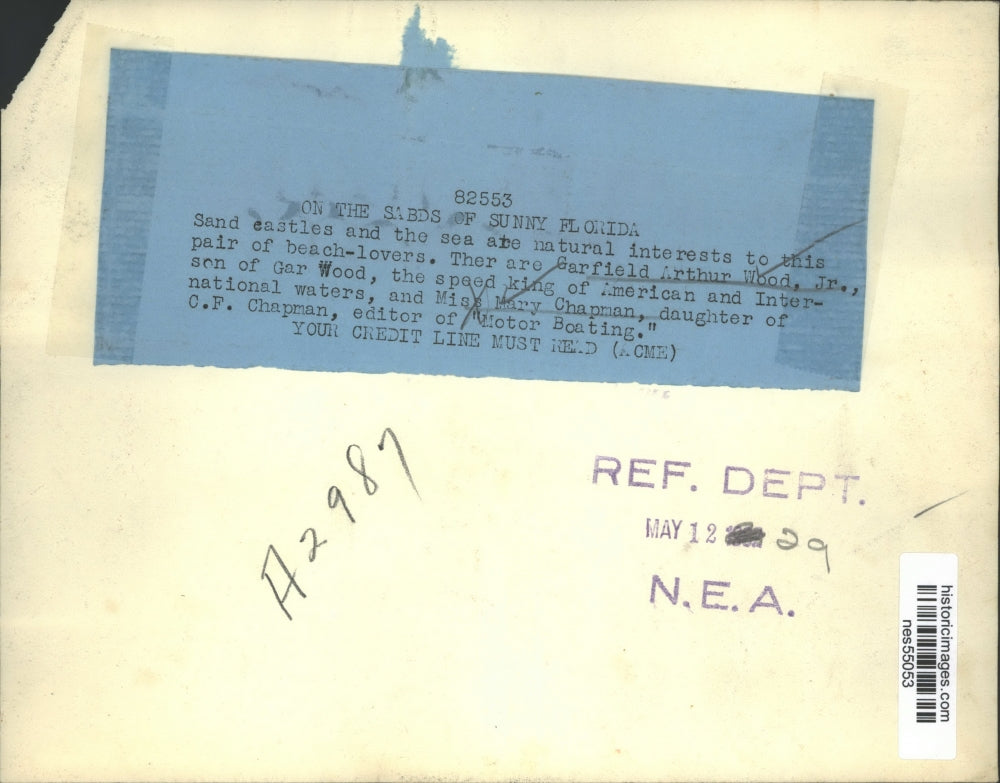 82553
ON THE SABDS OF SUNNY FLORIDA
Sand castles and the sea are natural interests to this
pair of beach-lovers. Ther are Garfield Arthur Wood, Jr.,
son of Gar Wood, the speed king of American and Inter-
national waters, and Miss Mary Chapman, daughter of
C.F. Chapman, editor of "Motor Boating."
YOUR CREDIT LINE MUST READ (ACME)
A2987
REF. DEPT.
MAY 12 29
N.E.A.
historicimages.com
nes55053